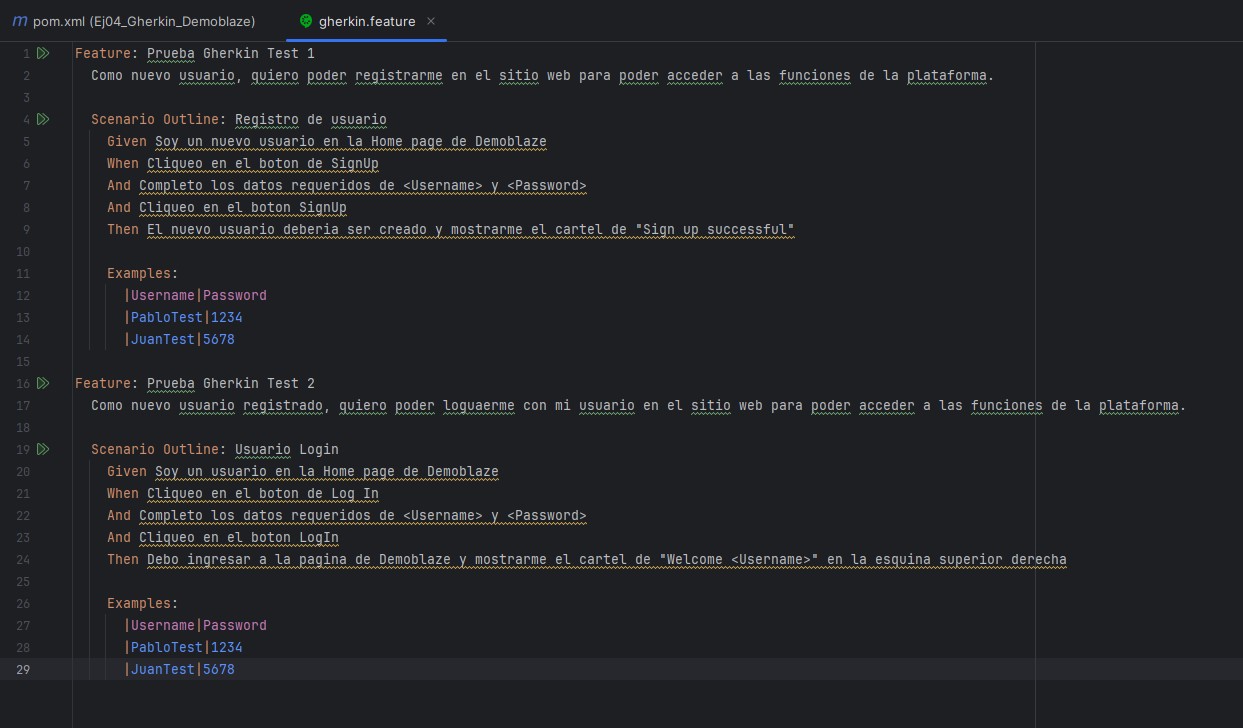 m pom.xml (Ej04_Gherkin_Demoblaze) gherkin.feature ×
1 Feature: Prueba Gherkin Test 1
2 Como nuevo usuario, quiero poder registrarme en el sitio web para poder acceder a las funciones de la plataforma.
3
4 Scenario Outline: Registro de usuario
5 Given Soy un nuevo usuario en la Home page de Demoblaze
6 When Cliqueo en el boton de SignUp
7 And Completo los datos requeridos de <Username> y <Password>
8 And Cliqueo en el boton SignUp
9 Then El nuevo usuario deberia ser creado y mostrarme el cartel de "Sign up successful"
10
11 Examples:
12 |Username|Password
13 |PabloTest|1234
14 |JuanTest|5678
15
16 Feature: Prueba Gherkin Test 2
17 Como nuevo usuario registrado, quiero poder loguaerme con mi usuario en el sitio web para poder acceder a las funciones de la plataforma.
18
19 Scenario Outline: Usuario Login
20 Given Soy un usuario en la Home page de Demoblaze
21 When Cliqueo en el boton de Log In
22 And Completo los datos requeridos de <Username> y <Password>
23 And Cliqueo en el boton LogIn
24 Then Debo ingresar a la pagina de Demoblaze y mostrarme el cartel de "Welcome <Username>" en la esquina superior derecha
25
26 Examples:
27 |Username|Password
28 |PabloTest|1234
29 |JuanTest|5678